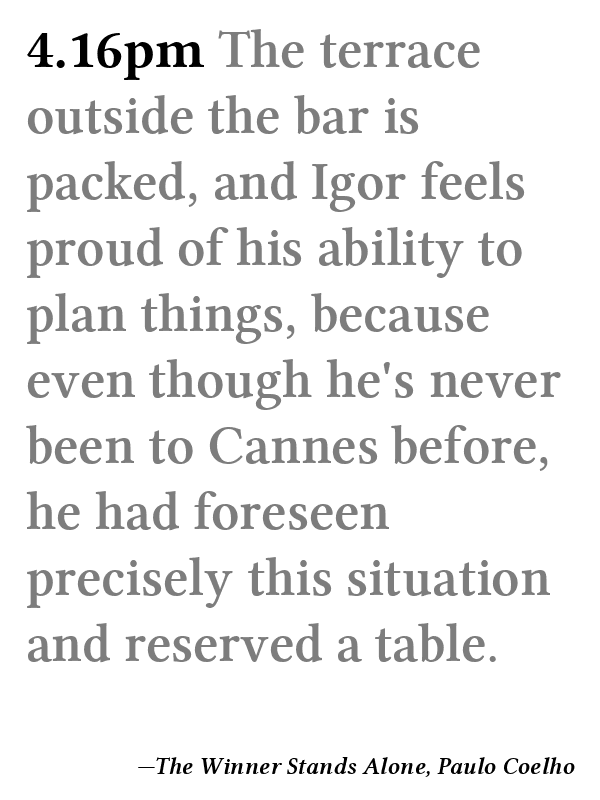 4.16pm The terrace
outside the bar is
packed, and Igor feels
proud of his ability to
plan things, because
even though he's never
been to Cannes before,
he had foreseen
precisely this situation
and reserved a table.
—The Winner Stands Alone, Paulo Coelho